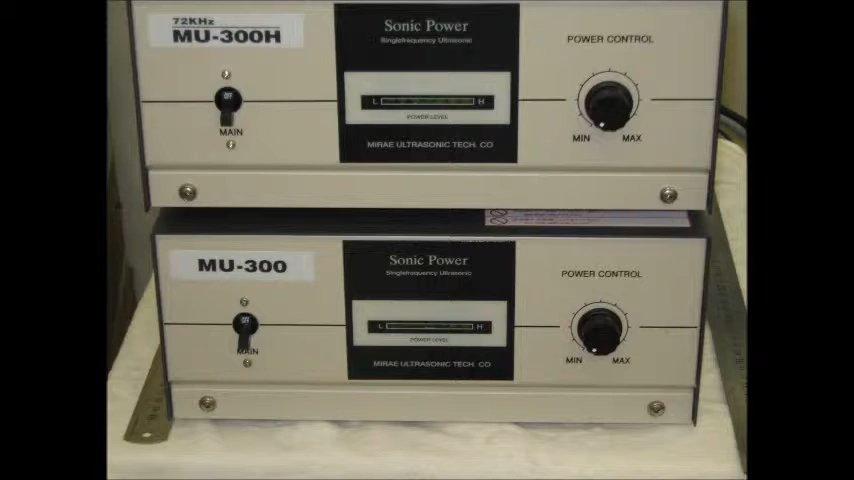 72KHz
MU-300H
Sonic Power
Singlefrequency Ultrasonic
POWER CONTROL
L H
POWER LEVEL
MAIN
MIN MAX
MIRAE ULTRASONIC TECH. CO
MU-300
Sonic Power
Singlefrequency Ultrasonic
POWER CONTROL
L H
POWER LEVEL
MAIN
MIN MAX
MIRAE ULTRASONIC TECH. CO